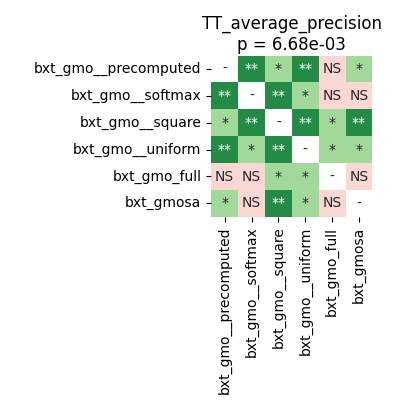 TT_average_precision
p = 6.68e-03
bxt_gmo__precomputed - ** * ** NS *
bxt_gmo__softmax ** - ** * NS NS
bxt_gmo__square * ** - ** * **
bxt_gmo__uniform ** * ** - * *
bxt_gmo_full NS NS * * - NS
bxt_gmosa * NS ** * NS -
bxt_gmo__precomputed
bxt_gmo__softmax
bxt_gmo__square
bxt_gmo__uniform
bxt_gmo_full
bxt_gmosa